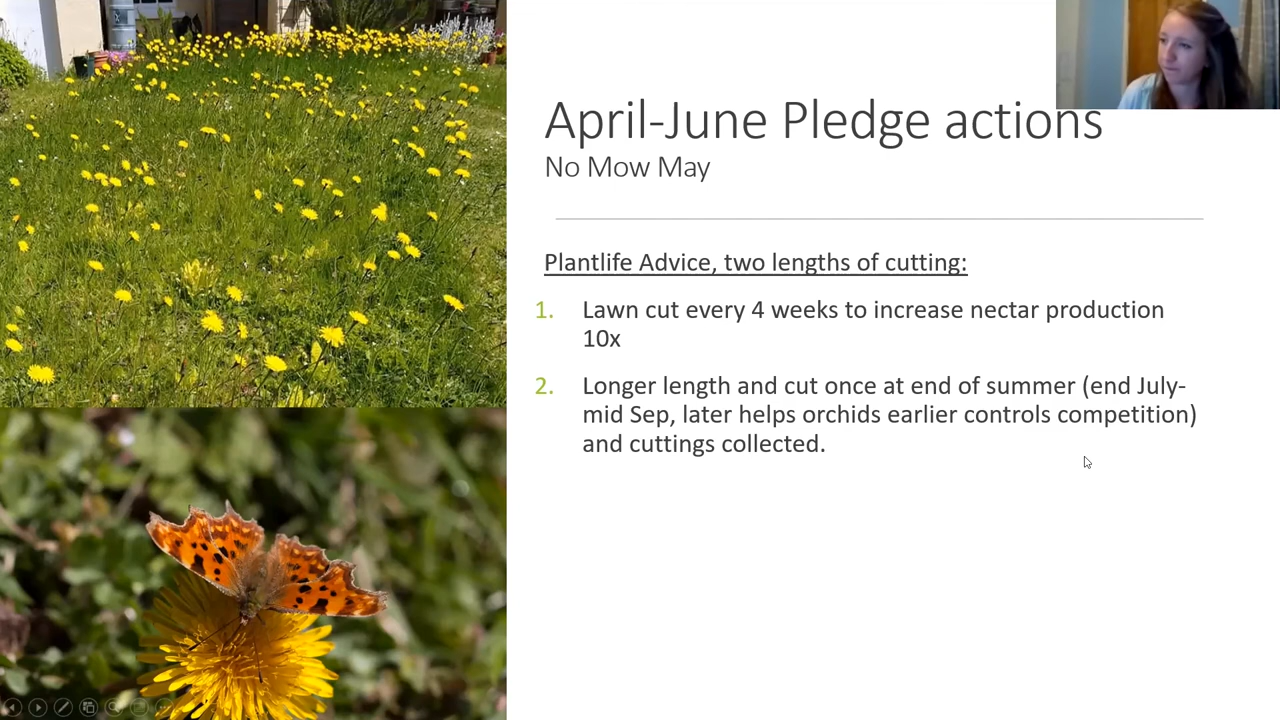 April-June Pledge actions
No Mow May
Plantlife Advice, two lengths of cutting:
1. Lawn cut every 4 weeks to increase nectar production
10x
2. Longer length and cut once at end of summer (end July-
mid Sep, later helps orchids earlier controls competition)
and cuttings collected.